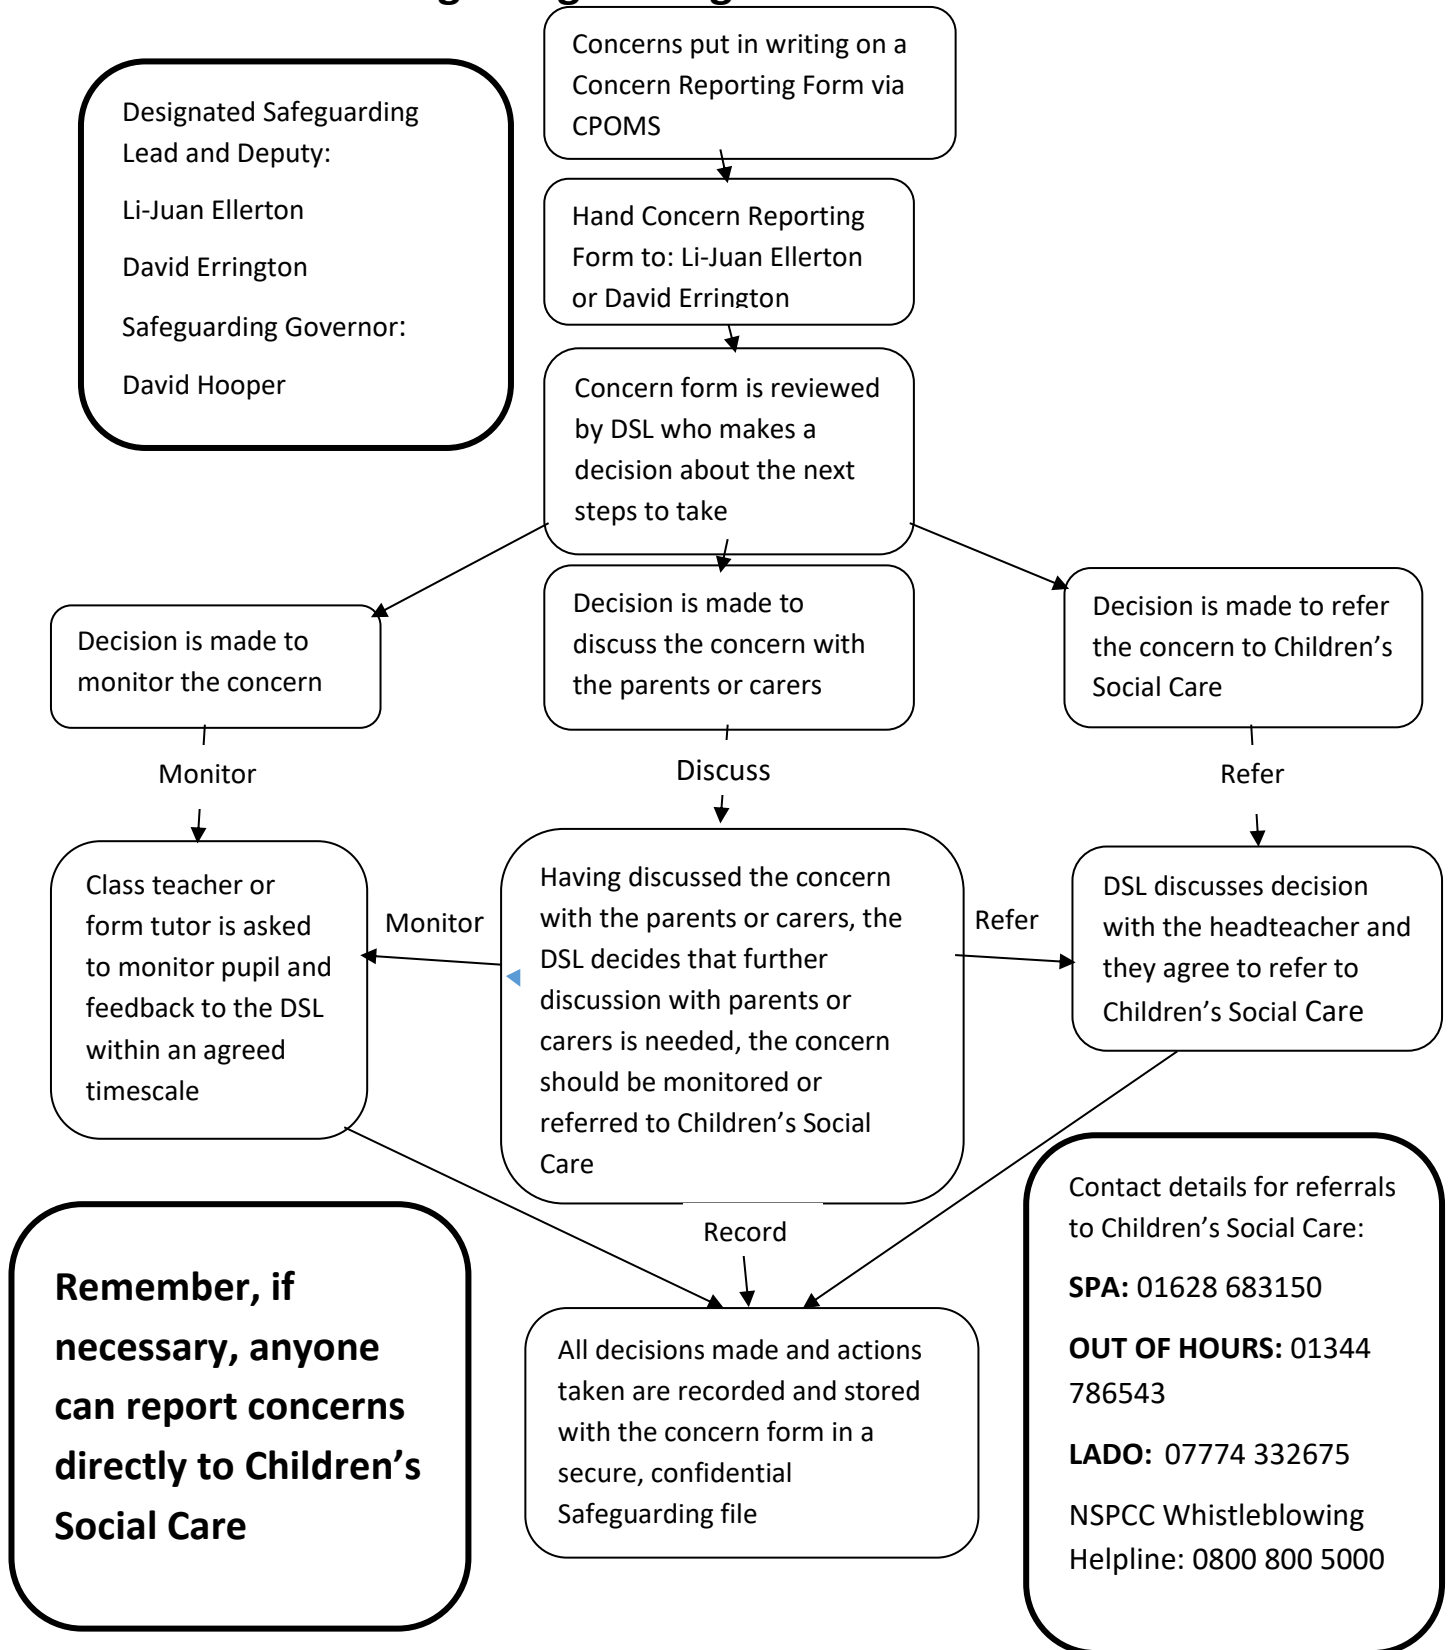 Concerns put in writing on a
Concern Reporting Form via
CPOMS
Designated Safeguarding
Lead and Deputy:
Li-Juan Ellerton
David Errington
Safeguarding Governor:
David Hooper
Hand Concern Reporting
Form to: Li-Juan Ellerton
or David Errington
Concern form is reviewed
by DSL who makes a
decision about the next
steps to take
Decision is made to
monitor the concern
Decision is made to
discuss the concern with
the parents or carers
Decision is made to refer
the concern to Children’s
Social Care
Monitor
Discuss
Refer
Class teacher or
form tutor is asked
to monitor pupil and
feedback to the DSL
within an agreed
timescale
Monitor
Having discussed the concern
with the parents or carers, the
DSL decides that further
discussion with parents or
carers is needed, the concern
should be monitored or
referred to Children’s Social
Care
Refer
DSL discusses decision
with the headteacher and
they agree to refer to
Children’s Social Care
Record
Remember, if
necessary, anyone
can report concerns
directly to Children’s
Social Care
All decisions made and actions
taken are recorded and stored
with the concern form in a
secure, confidential
Safeguarding file
Contact details for referrals
to Children’s Social Care:
SPA: 01628 683150
OUT OF HOURS: 01344
786543
LADO: 07774 332675
NSPCC Whistleblowing
Helpline: 0800 800 5000